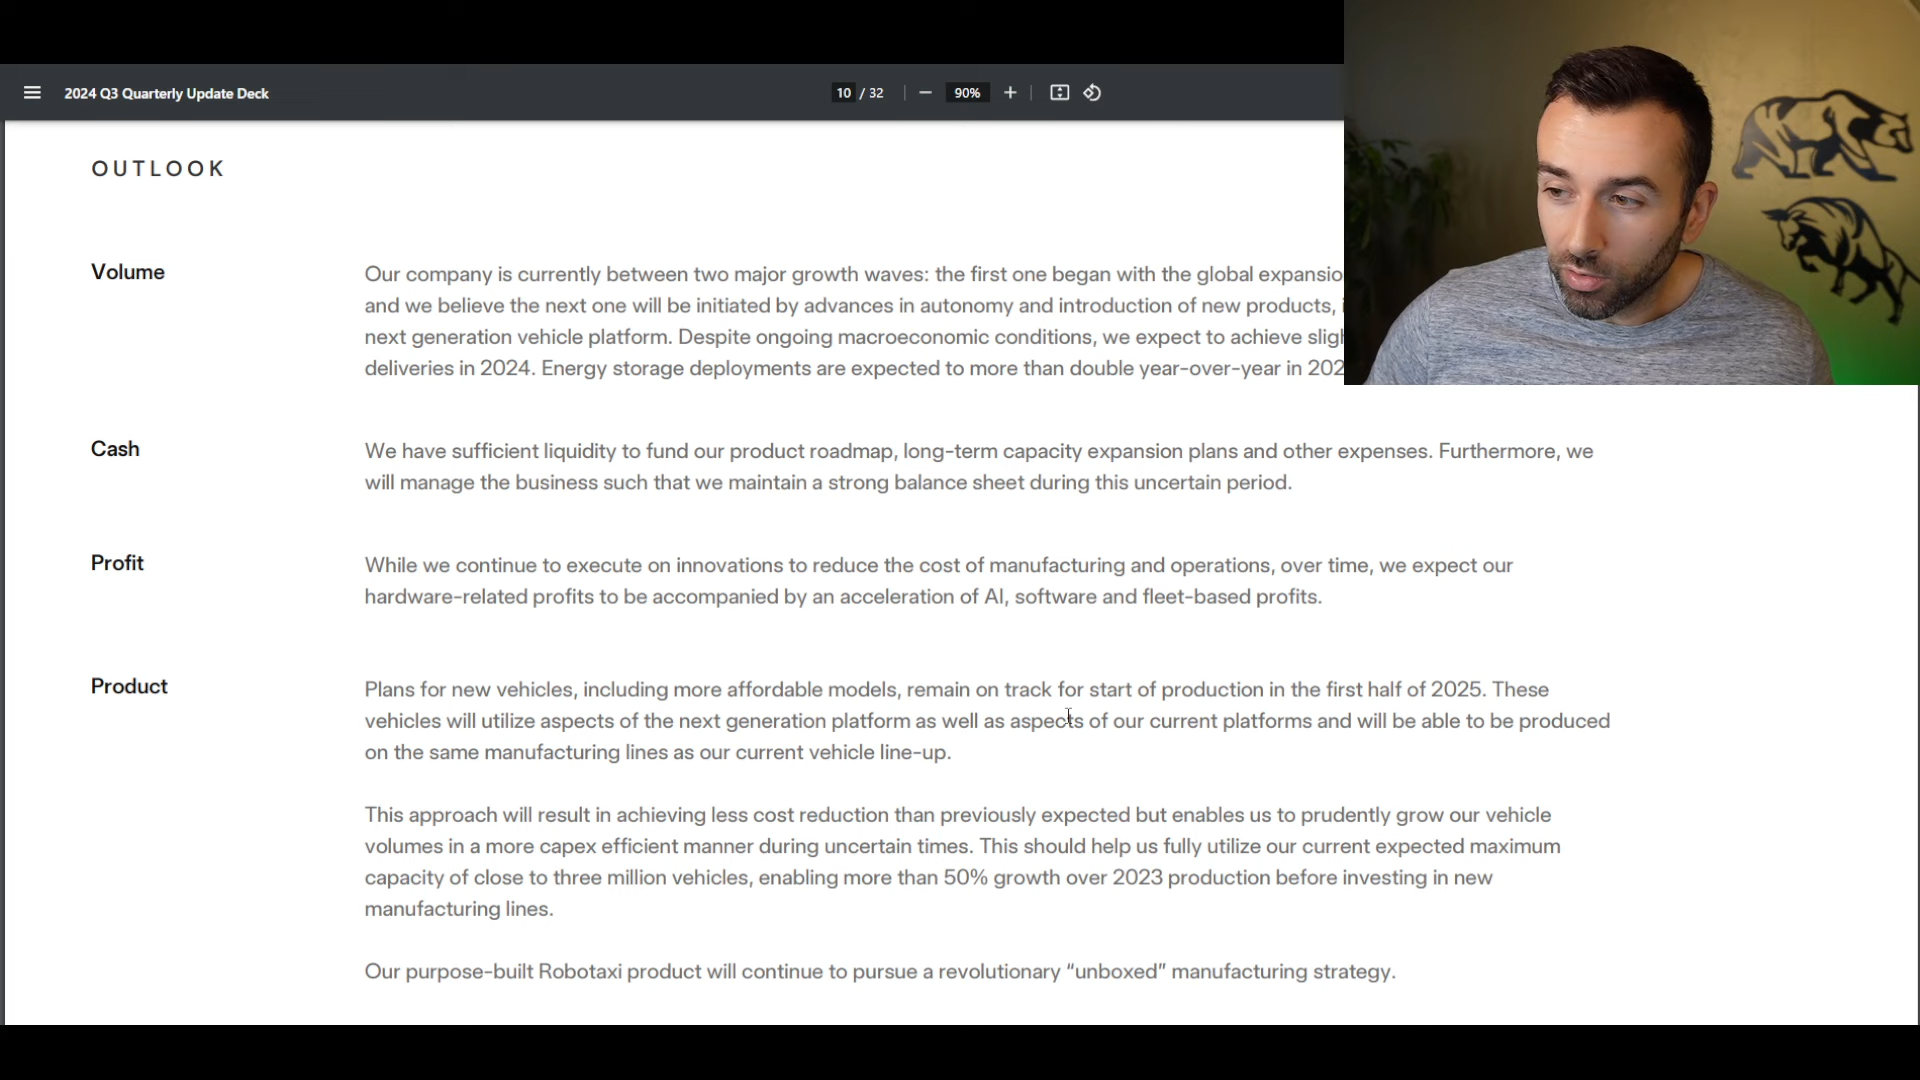 2024 Q3 Quarterly Update Deck
10 / 32
90%
OUTLOOK
Volume
Our company is currently between two major growth waves: the first one began with the global
and we believe the next one will be initiated by advances in autonomy and introduction of new products,
next generation vehicle platform. Despite ongoing macroeconomic conditions, we expect to achieve
deliveries in 2024. Energy storage deployments are expected to more than double year-over-year in
Cash
We have sufficient liquidity to fund our product roadmap, long-term capacity expansion plans and other expenses. Furthermore, we
will manage the business such that we maintain a strong balance sheet during this uncertain period.
Profit
While we continue to execute on innovations to reduce the cost of manufacturing and operations, over time, we expect our
hardware-related profits to be accompanied by an acceleration of AI, software and fleet-based profits.
Product
Plans for new vehicles, including more affordable models, remain on track for start of production in the first half of 2025. These
vehicles will utilize aspects of the next generation platform as well as aspects of our current platforms and will be able to be produced
on the same manufacturing lines as our current vehicle line-up.
This approach will result in achieving less cost reduction than previously expected but enables us to prudently grow our vehicle
volumes in a more capex efficient manner during uncertain times. This should help us fully utilize our current expected maximum
capacity of close to three million vehicles, enabling more than 50% growth over 2023 production before investing in new
manufacturing lines.
Our purpose-built Robotaxi product will continue to pursue a revolutionary “unboxed” manufacturing strategy.